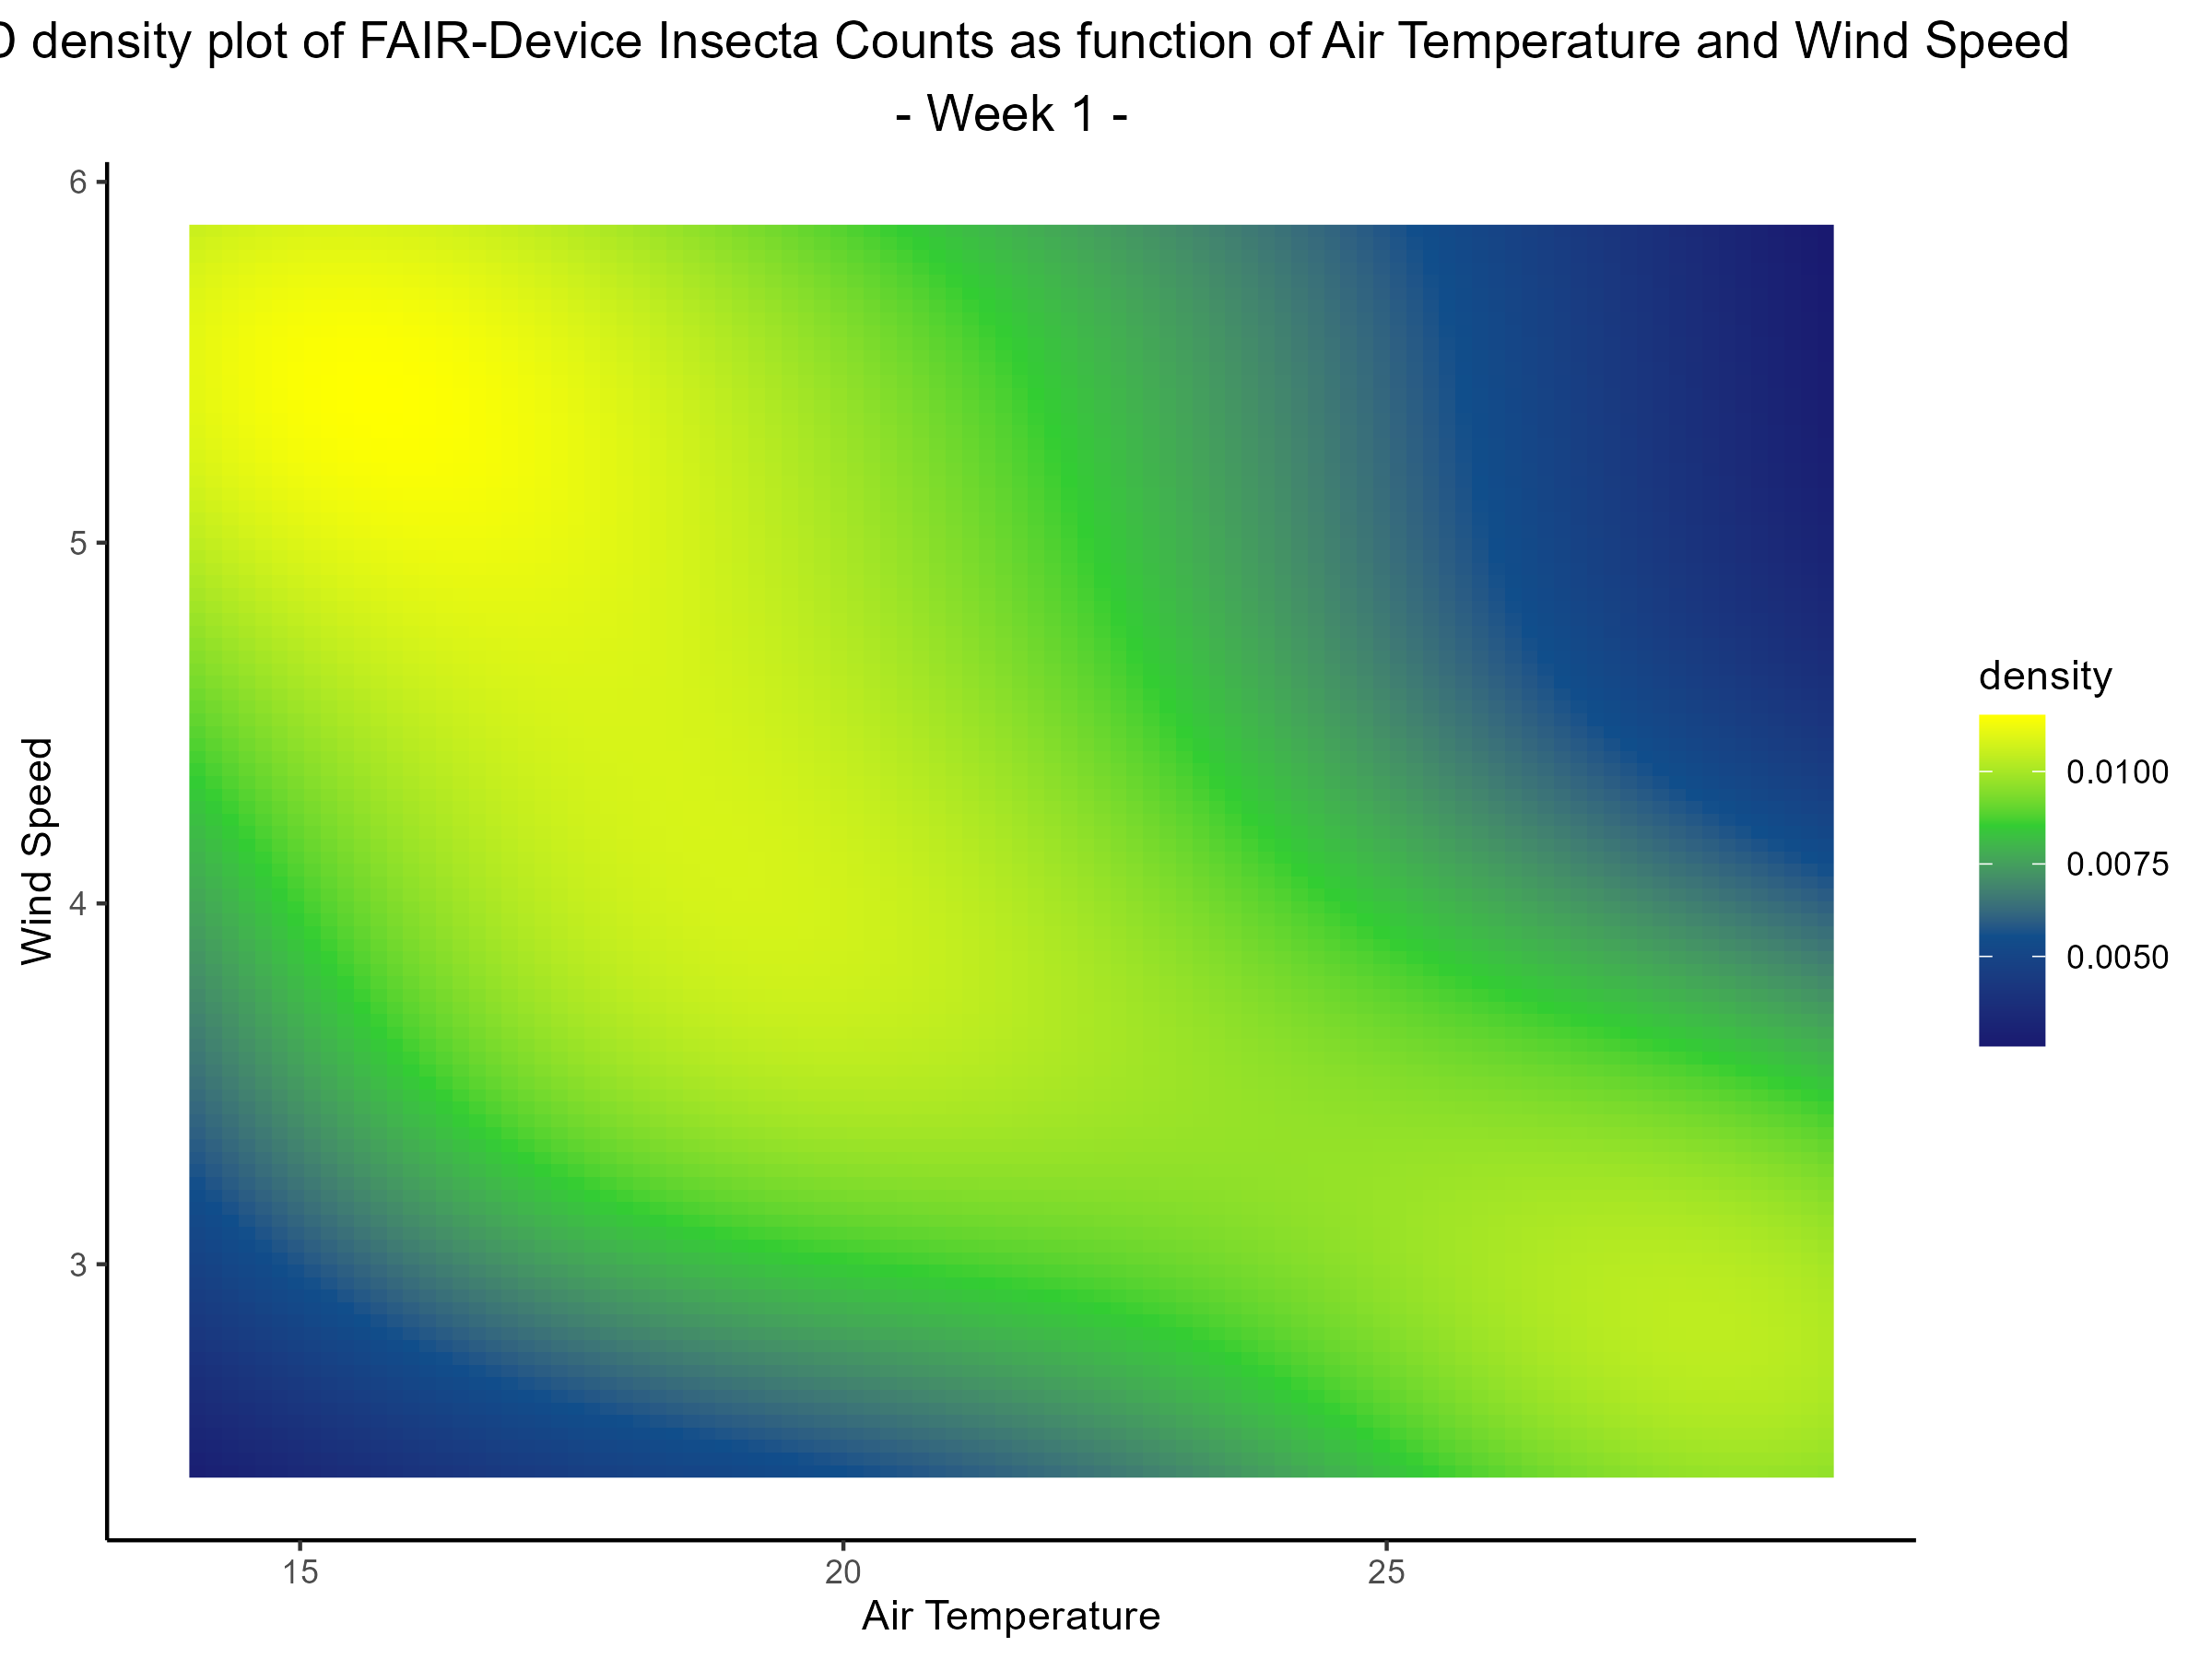 D density plot of FAIR-Device Insecta Counts as function of Air Temperature and Wind Speed
- Week 1 -
6
5
4
3
Wind Speed
15 20 25
Air Temperature
density
0.0100
0.0075
0.0050